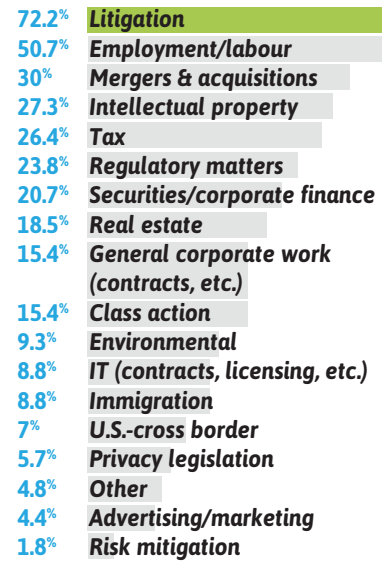 72.2% Litigation
50.7% Employment/labour
30% Mergers & acquisitions
27.3% Intellectual property
26.4% Tax
23.8% Regulatory matters
20.7% Securities/corporate finance
18.5% Real estate
15.4% General corporate work
(contracts, etc.)
15.4% Class action
9.3% Environmental
8.8% IT (contracts, licensing, etc.)
8.8% Immigration
7% U.S.-cross border
5.7% Privacy legislation
4.8% Other
4.4% Advertising/marketing
1.8% Risk mitigation